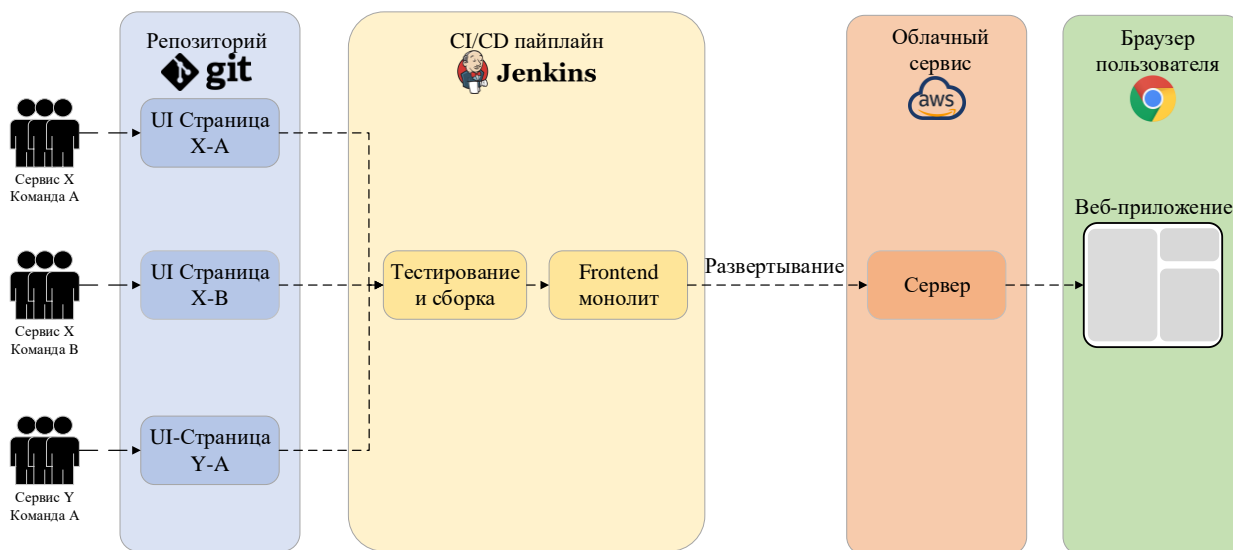 Репозиторий
git
CI/CD пайплайн
Jenkins
Облачный
сервис
aws
Браузер
пользователя
UI Страница
X-A
Сервис X
Команда A
UI Страница
X-B
Сервис X
Команда B
Тестирование
и сборка
Frontend
монолит
Развертывание
Сервер
Веб-приложение
UI-Страница
Y-A
Сервис Y
Команда A